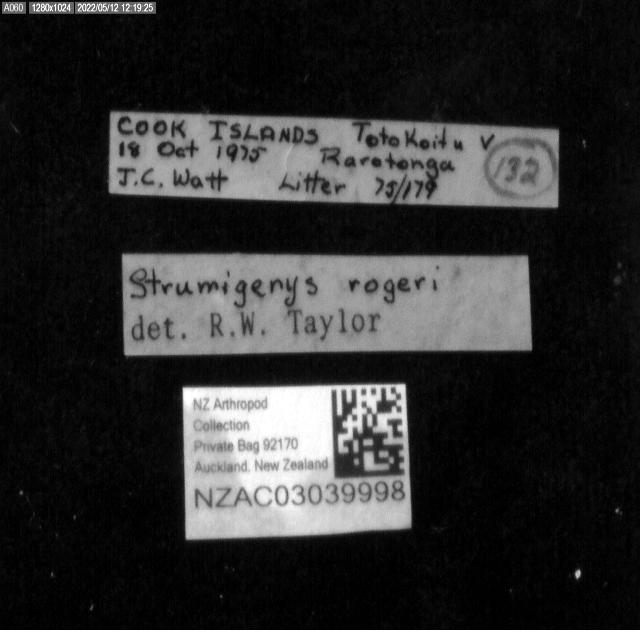 A060 1280x1024 2022/05/12 12:19:25
COOK ISLANDS Totokoitu V
18 Oct 1975 Rarotonga
J.C. Watt Litter 75/179
132
Strumigenys rogeri
det. R.W. Taylor
NZ Arthropod
Collection
Private Bag 92170
Auckland, New Zealand
NZAC03039998